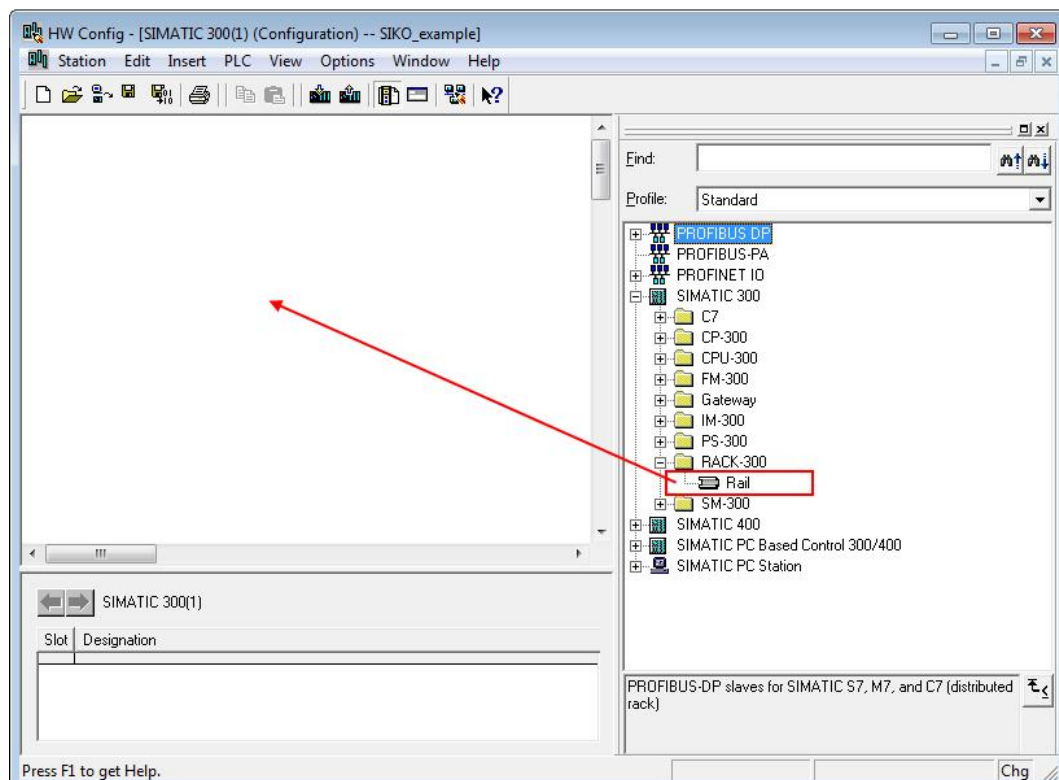 HW Config - [SIMATIC 300(1) (Configuration) -- SIKO_example]
Station Edit Insert PLC View Options Window Help
Find:
Profile: Standard
PROFIBUS DP
PROFIBUS-PA
PROFINET IO
SIMATIC 300
C7
CP-300
CPU-300
FM-300
Gateway
IM-300
PS-300
RACK-300
Rail
SM-300
SIMATIC 400
SIMATIC PC Based Control 300/400
SIMATIC PC Station
SIMATIC 300(1)
Slot Designation
PROFIBUS-DP slaves for SIMATIC S7, M7, and C7 (distributed
rack)
Press F1 to get Help.
Chg